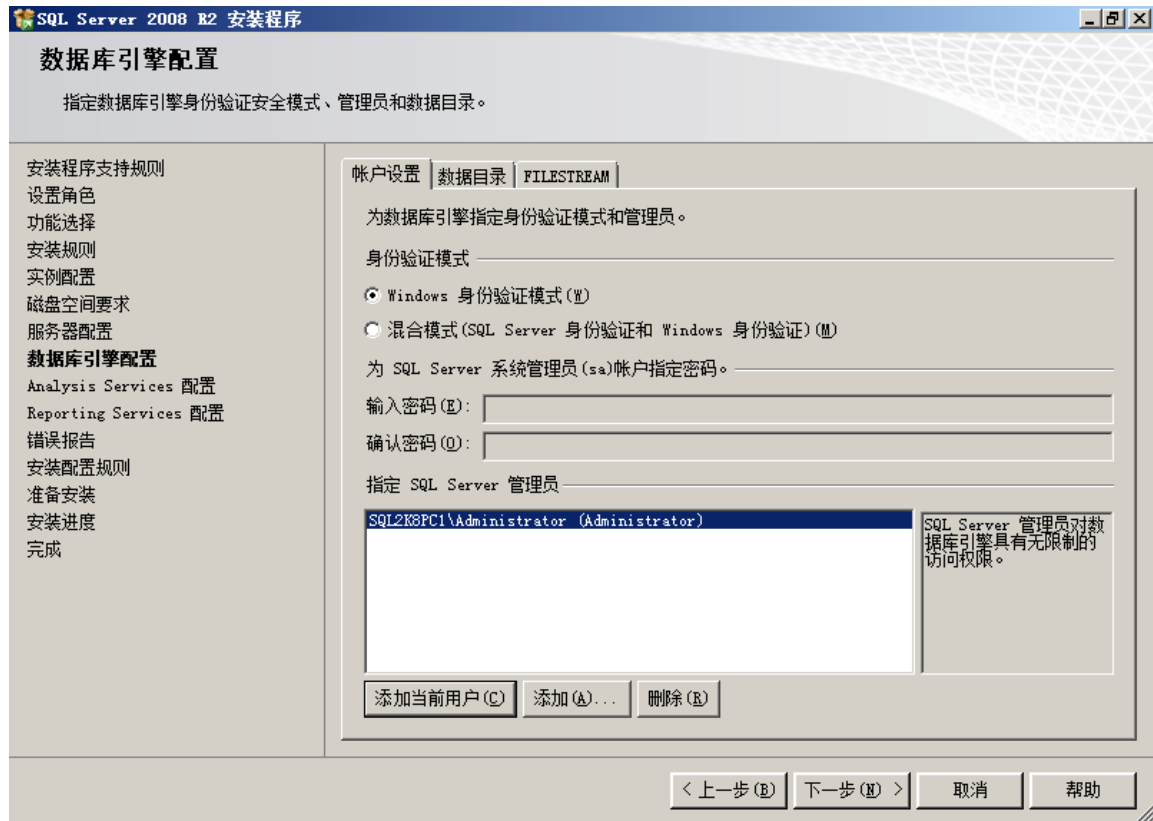 SQL Server 2008 R2 安装程序
数据库引擎配置
指定数据库引擎身份验证安全模式、管理员和数据目录。
安装程序支持规则
设置角色
功能选择
安装规则
实例配置
磁盘空间要求
服务器配置
数据库引擎配置
Analysis Services 配置
Reporting Services 配置
错误报告
安装配置规则
准备安装
安装进度
完成
帐户设置 数据目录 FILESTREAM
为数据库引擎指定身份验证模式和管理员。
身份验证模式
Windows 身份验证模式(W)
混合模式(SQL Server 身份验证和 Windows 身份验证)(M)
为 SQL Server 系统管理员(sa)帐户指定密码。
输入密码(E):
确认密码(O):
指定 SQL Server 管理员
SQL2K8PC1\Administrator (Administrator)
SQL Server 管理员对数
据库引擎具有无限制的
访问权限。
添加当前用户(C) 添加(A)... 删除(R)
< 上一步(B) 下一步(N) > 取消 帮助